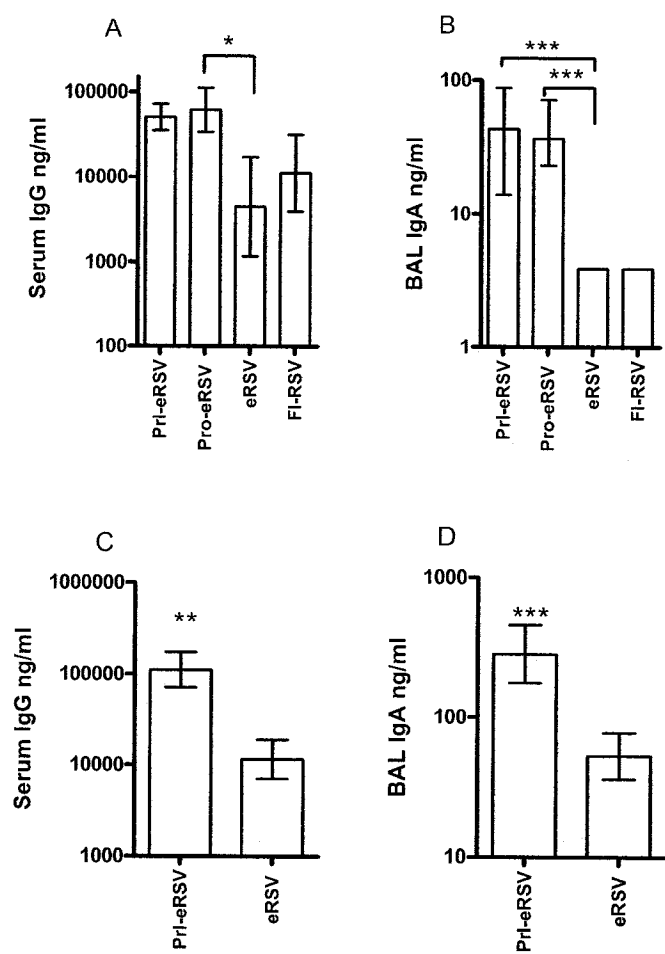 A
*
Serum IgG ng/ml
100000
10000
1000
100
Prl-eRSV
Pro-eRSV
eRSV
FI-RSV
B
***
***
BAL IgA ng/ml
100
10
1
Prl-eRSV
Pro-eRSV
eRSV
FI-RSV
C
**
Serum IgG ng/ml
1000000
100000
10000
1000
Prl-eRSV
eRSV
D
***
BAL IgA ng/ml
1000
100
10
Prl-eRSV
eRSV